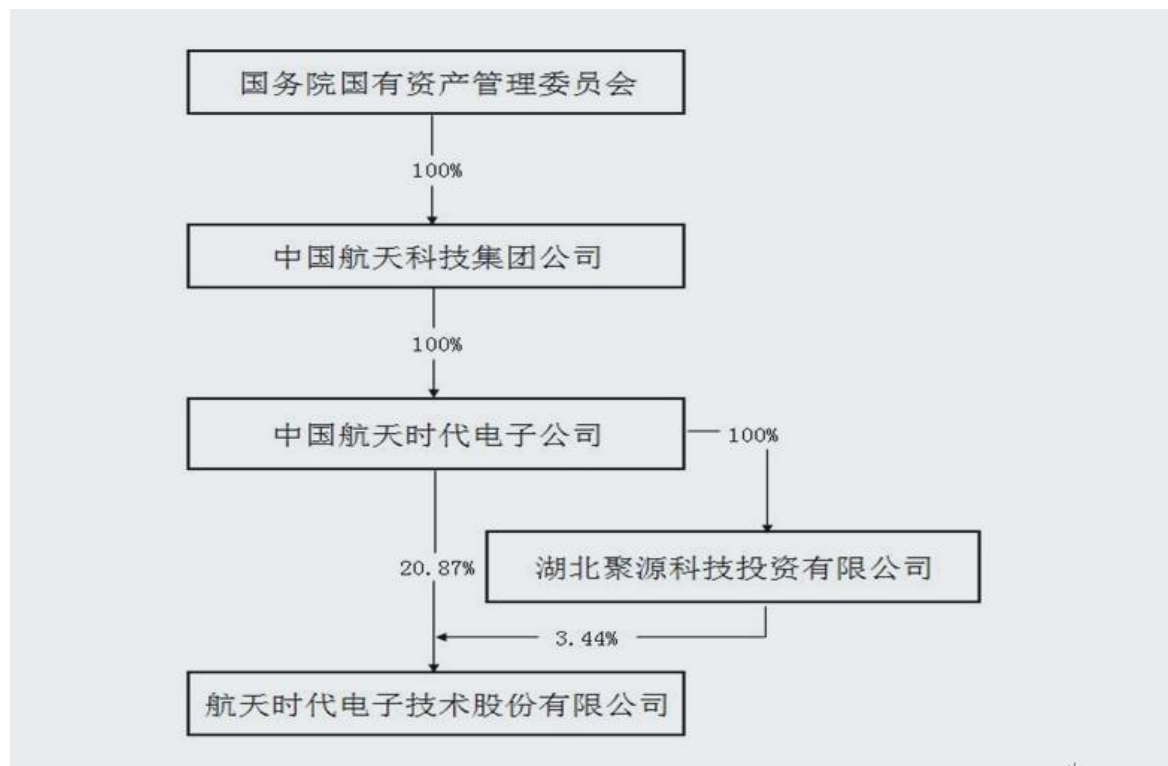 国务院国有资产管理委员会
100%
中国航天科技集团公司
100%
中国航天时代电子公司
100%
20.87%
湖北聚源科技投资有限公司
3.44%
航天时代电子技术股份有限公司